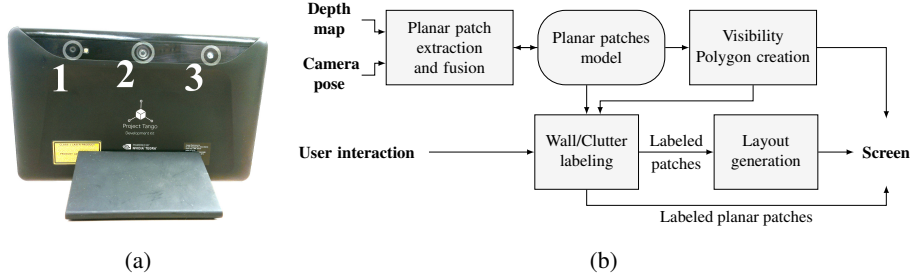 1 2 3
Project Tango
(a)
Depth
map
Camera
pose
Planar patch
extraction
and fusion
Planar patches
model
Visibility
Polygon creation
User interaction
Wall/Clutter
labeling
Labeled
patches
Layout
generation
Screen
Labeled planar patches
(b)